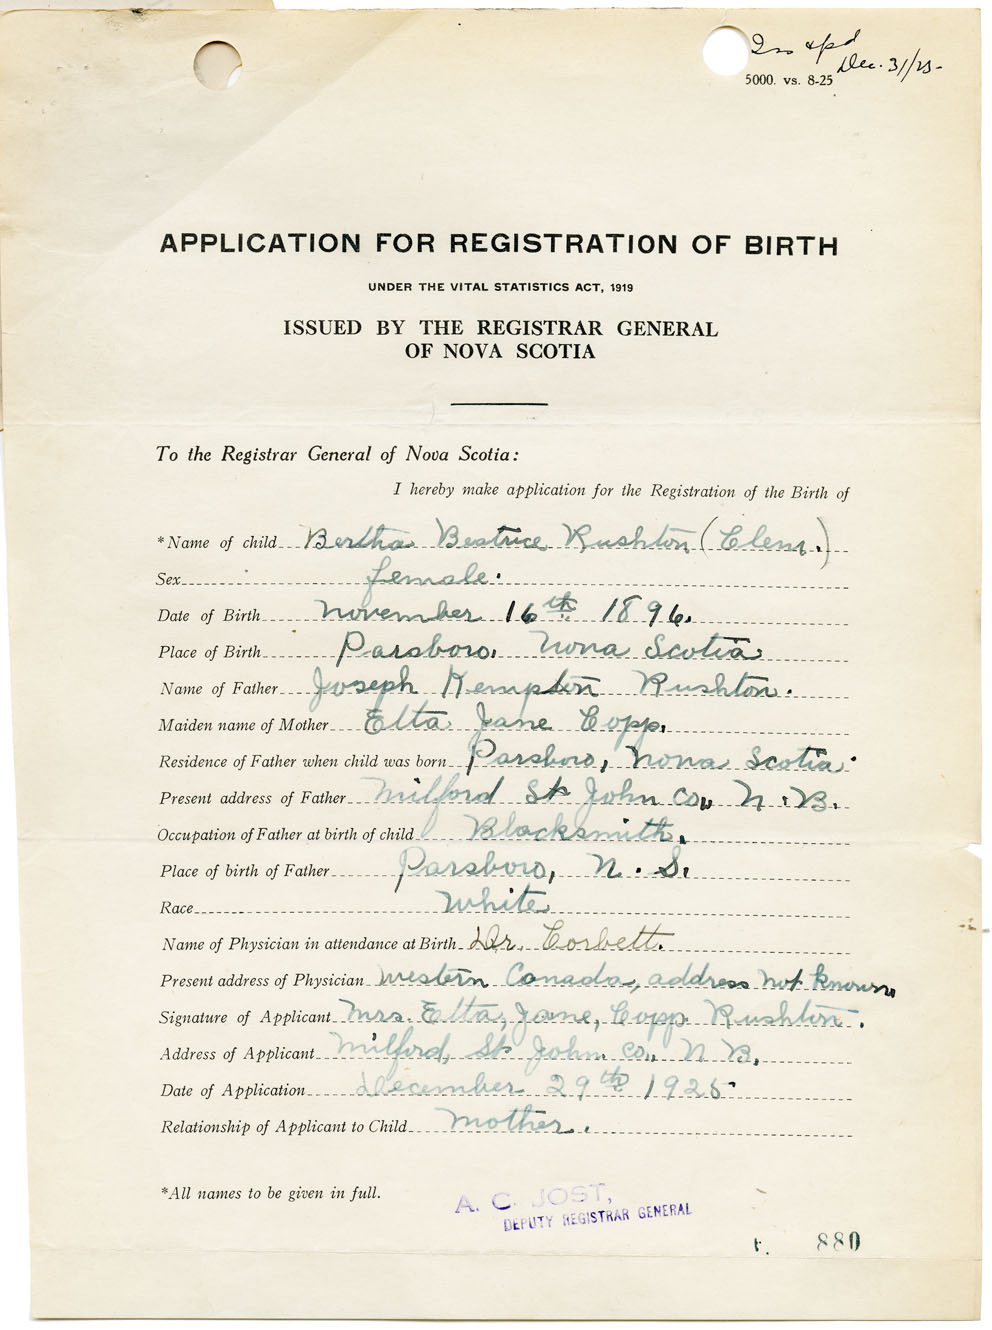 Dec. 31/25-
5000. vs. 8-25
APPLICATION FOR REGISTRATION OF BIRTH
UNDER THE VITAL STATISTICS ACT, 1919
ISSUED BY THE REGISTRAR GENERAL
OF NOVA SCOTIA
To the Registrar General of Nova Scotia:
I hereby make application for the Registration of the Birth of
*Name of child Bertha Beatrice Rushton (Clem.)
Sex female.
Date of Birth November 16th 1896.
Place of Birth Parsboro, Nova Scotia
Name of Father Joseph Kempton Rushton.
Maiden name of Mother Etta Jane Copp.
Residence of Father when child was born Parsboro, Nova Scotia.
Present address of Father Milford St John Co., N.B.
Occupation of Father at birth of child Blacksmith.
Place of birth of Father Parsboro, N.S.
Race White
Name of Physician in attendance at Birth Dr. Corbett.
Present address of Physician Western Canada, address not known
Signature of Applicant Mrs. Etta, Jane, Copp Rushton.
Address of Applicant Milford, St John Co., N B.
Date of Application December 29th 1925
Relationship of Applicant to Child Mother.
*All names to be given in full.
A. C. JOST,
DEPUTY REGISTRAR GENERAL
880